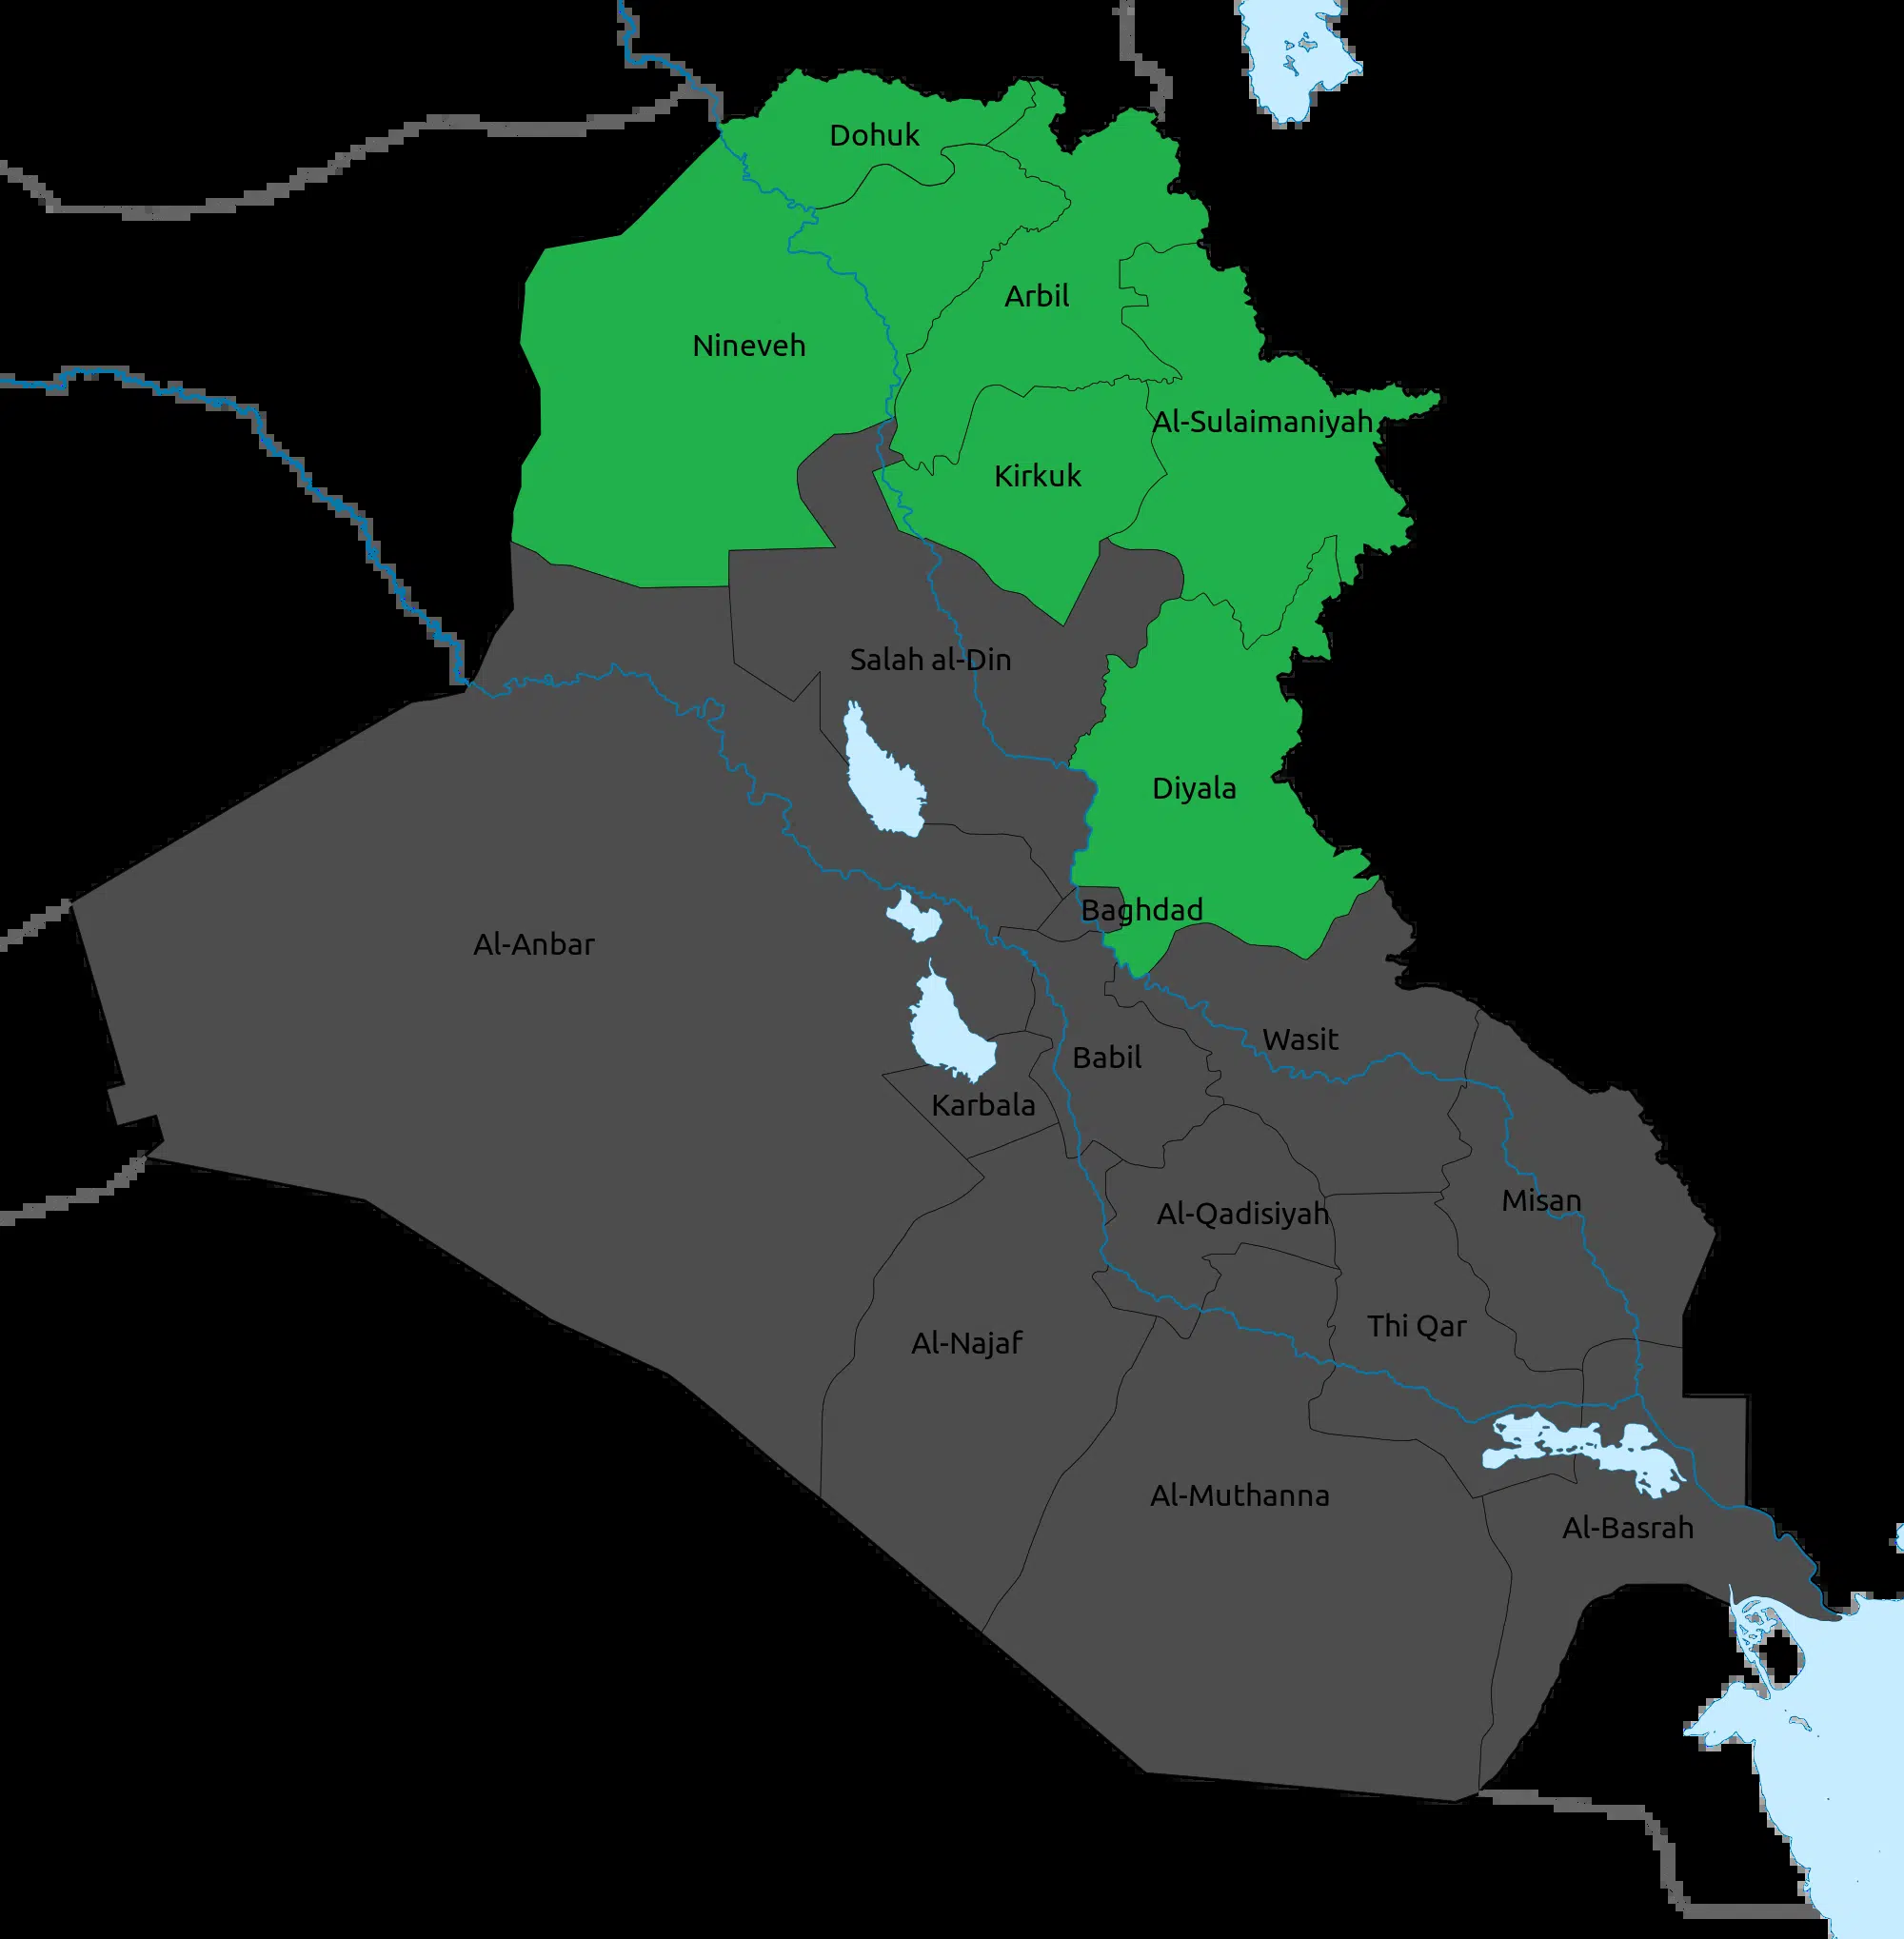 Dohuk
Arbil
Nineveh
Al-Sulaimaniyah
Kirkuk
Salah al-Din
Diyala
Baghdad
Al-Anbar
Wasit
Babil
Karbala
Misan
Al-Qadisiyah
Thi Qar
Al-Najaf
Al-Muthanna
Al-Basrah